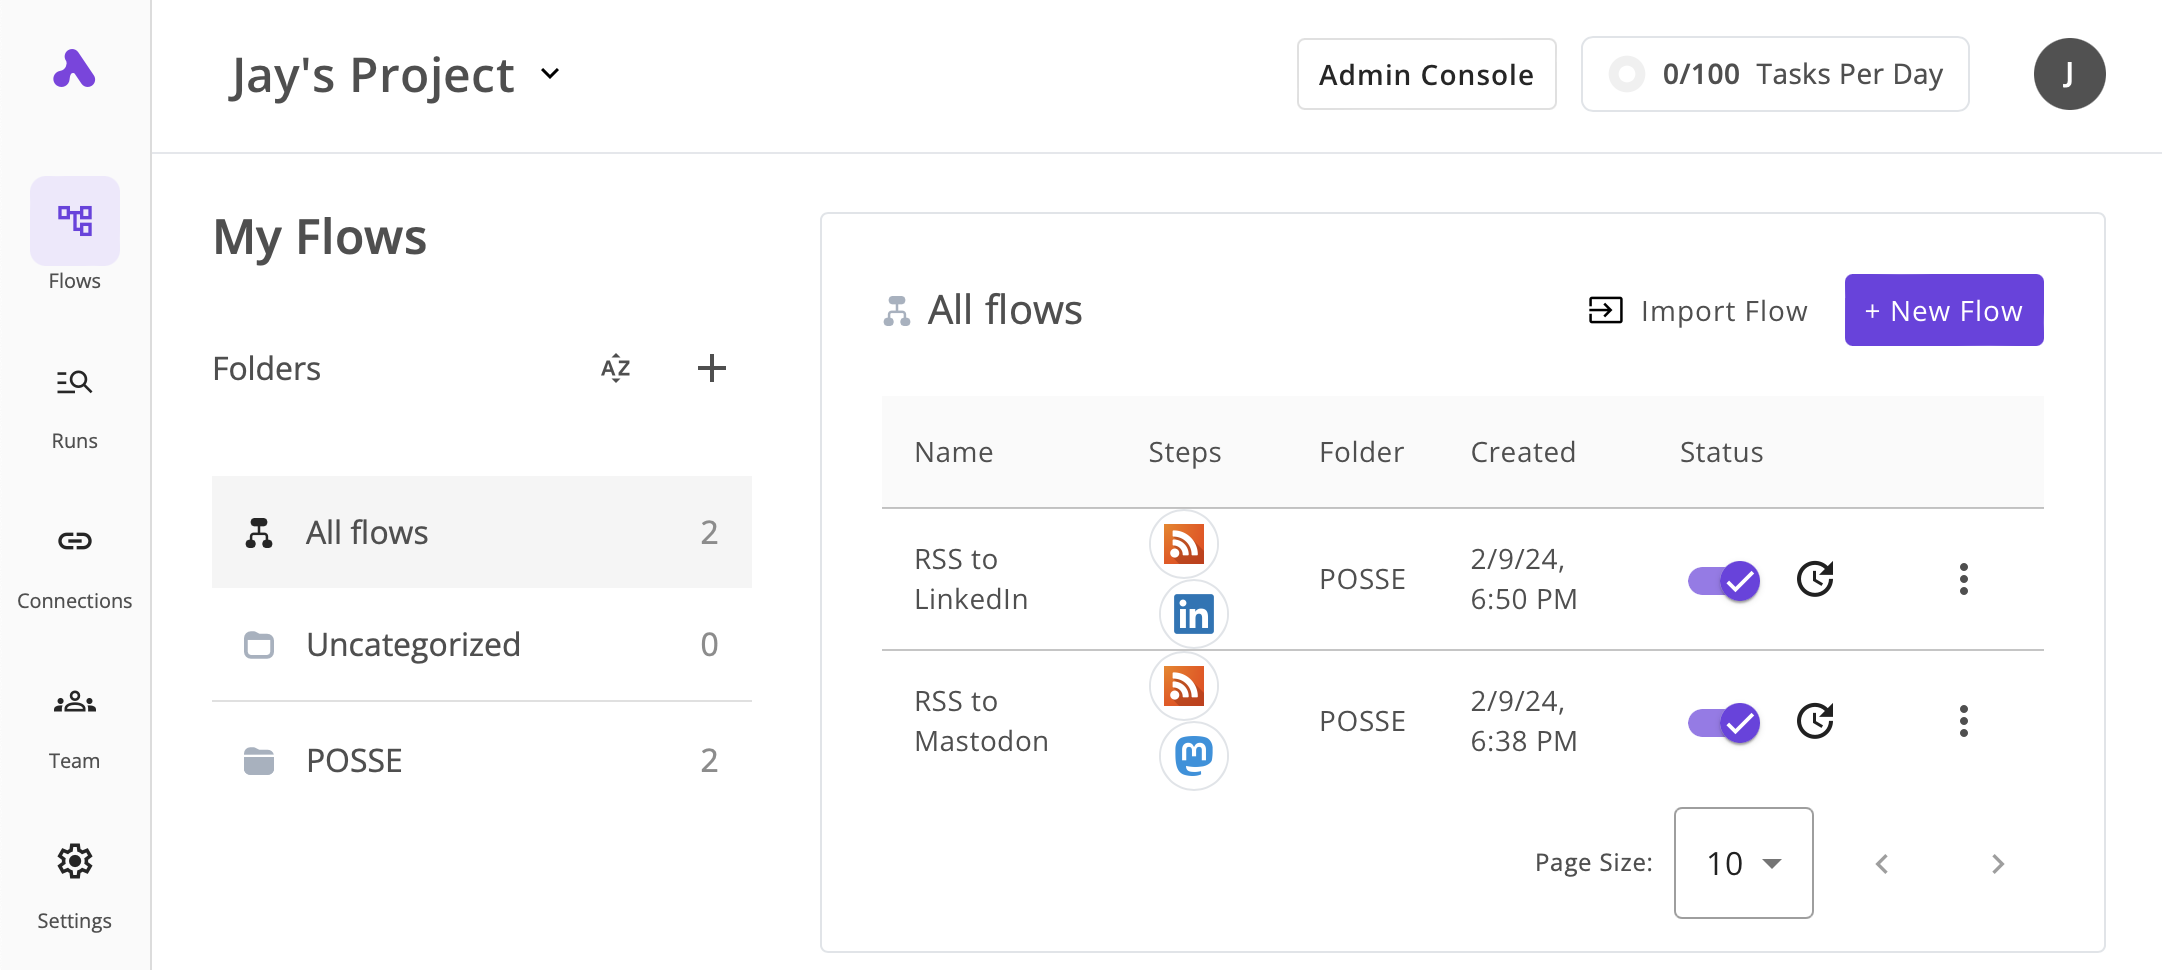 Jay's Project
Admin Console
0/100 Tasks Per Day
J
Flows
Runs
Connections
Team
Settings
My Flows
Folders
AZ
All flows 2
Uncategorized 0
POSSE 2
All flows
Import Flow
+ New Flow
Name Steps Folder Created Status
RSS to
LinkedIn
in
POSSE
2/9/24,
6:50 PM
RSS to
Mastodon
m
POSSE
2/9/24,
6:38 PM
Page Size:
10